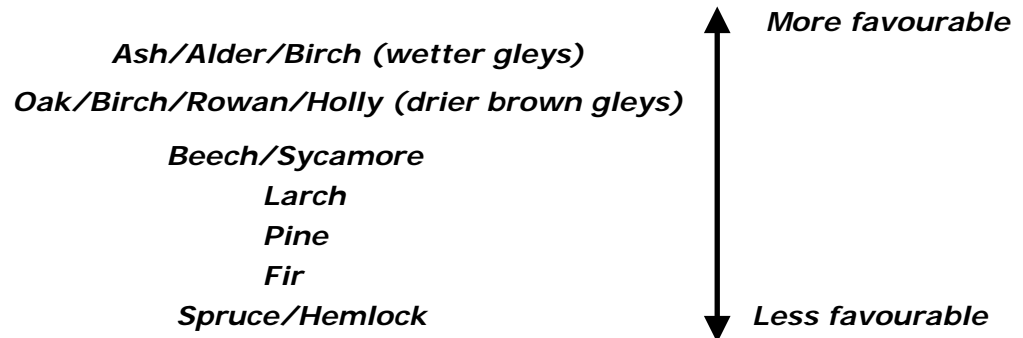 More favourable
Ash/Alder/Birch (wetter gleys)
Oak/Birch/Rowan/Holly (drier brown gleys)
Beech/Sycamore
Larch
Pine
Fir
Spruce/Hemlock
Less favourable